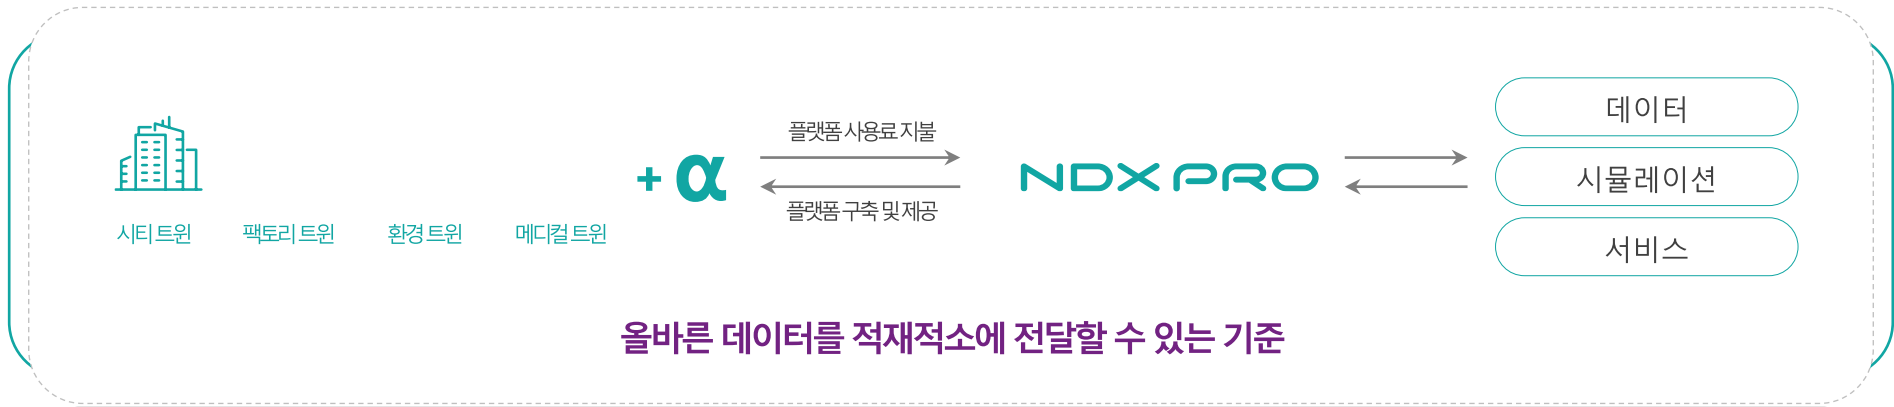 시티 트윈
팩토리 트윈
환경 트윈
메디컬 트윈
+ α
플랫폼 사용료 지불
플랫폼 구축 및 제공
NDX PRO
데이터
시뮬레이션
서비스
올바른 데이터를 적재적소에 전달할 수 있는 기준